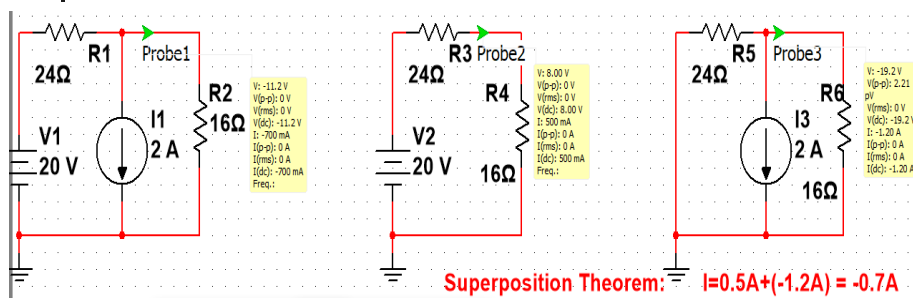 R1
Probe1
24Ω
R2
16Ω
I1
2 A
V1
20 V
V: -11.2 V
V(p-p): 0 V
V(rms): 0 V
V(dc): -11.2 V
I: -700 mA
I(p-p): 0 A
I(rms): 0 A
I(dc): -700 mA
Freq.:
R3
Probe2
24Ω
R4
16Ω
V2
20 V
V: 8.00 V
V(p-p): 0 V
V(rms): 0 V
V(dc): 8.00 V
I: 500 mA
I(p-p): 0 A
I(rms): 0 A
I(dc): 500 mA
Freq.:
R5
Probe3
24Ω
R6
16Ω
I3
2 A
V: -19.2 V
V(p-p): 2.21
pV
V(rms): 0 V
V(dc): -19.2 V
I: -1.20 A
I(p-p): 0 A
I(rms): 0 A
I(dc): -1.20 A
Superposition Theorem: I=0.5A+(-1.2A) = -0.7A